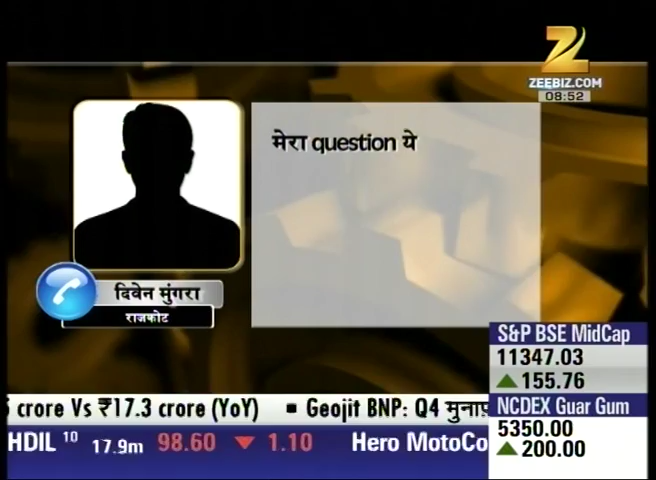 ZEEBIZ.COM
08:52
मेरा question ये
दिवेन मुंगरा
राजकोट
S&P BSE MidCap
11347.03
▲ 155.76
crore Vs ₹17.3 crore (YoY) ▪ Geojit BNP: Q4
NCDEX Guar Gum
5350.00
▲ 200.00
HDIL 10 17.9m 98.60 ▼ 1.10 Hero MotoCo